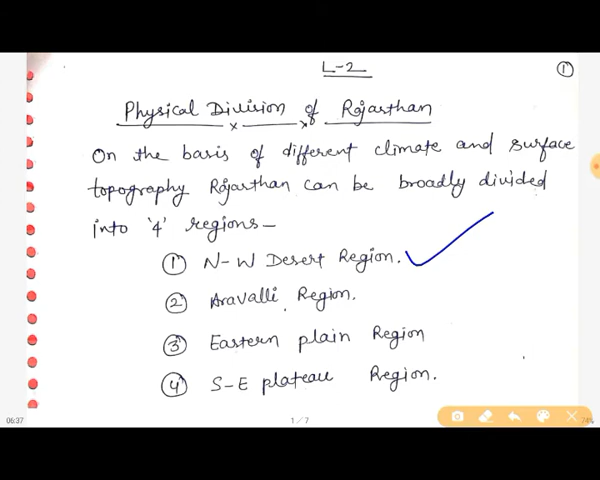 L-2
①
Physical Division of Rajasthan
On the basis of different climate and surface
topography Rajasthan can be broadly divided
into '4' regions-
① N-W Desert Region.
② Aravalli Region.
③ Eastern plain Region
④ S-E plateau Region.
06:37
1/7
74%